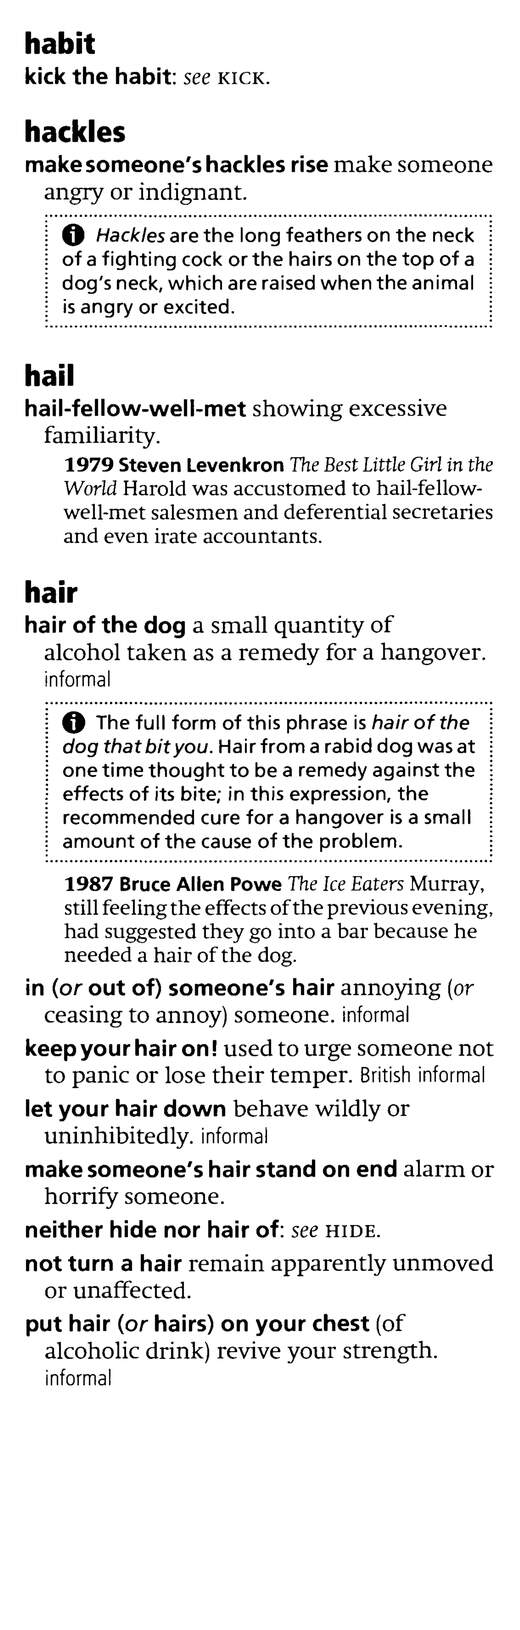 habit
kick the habit: see KICK.
hackles
make someone's hackles rise make someone
angry or indignant.
Hackles are the long feathers on the neck
of a fighting cock or the hairs on the top of a
dog's neck, which are raised when the animal
is angry or excited.
hail
hail-fellow-well-met showing excessive
familiarity.
1979 Steven Levenkron The Best Little Girl in the
World Harold was accustomed to hail-fellow-
well-met salesmen and deferential secretaries
and even irate accountants.
hair
hair of the dog a small quantity of
alcohol taken as a remedy for a hangover.
informal
The full form of this phrase is hair of the
dog that bit you. Hair from a rabid dog was at
one time thought to be a remedy against the
effects of its bite; in this expression, the
recommended cure for a hangover is a small
amount of the cause of the problem.
1987 Bruce Allen Powe The Ice Eaters Murray,
still feeling the effects of the previous evening,
had suggested they go into a bar because he
needed a hair of the dog.
in (or out of) someone's hair annoying (or
ceasing to annoy) someone. informal
keep your hair on! used to urge someone not
to panic or lose their temper. British informal
let your hair down behave wildly or
uninhibitedly. informal
make someone's hair stand on end alarm or
horrify someone.
neither hide nor hair of: see HIDE.
not turn a hair remain apparently unmoved
or unaffected.
put hair (or hairs) on your chest (of
alcoholic drink) revive your strength.
informal